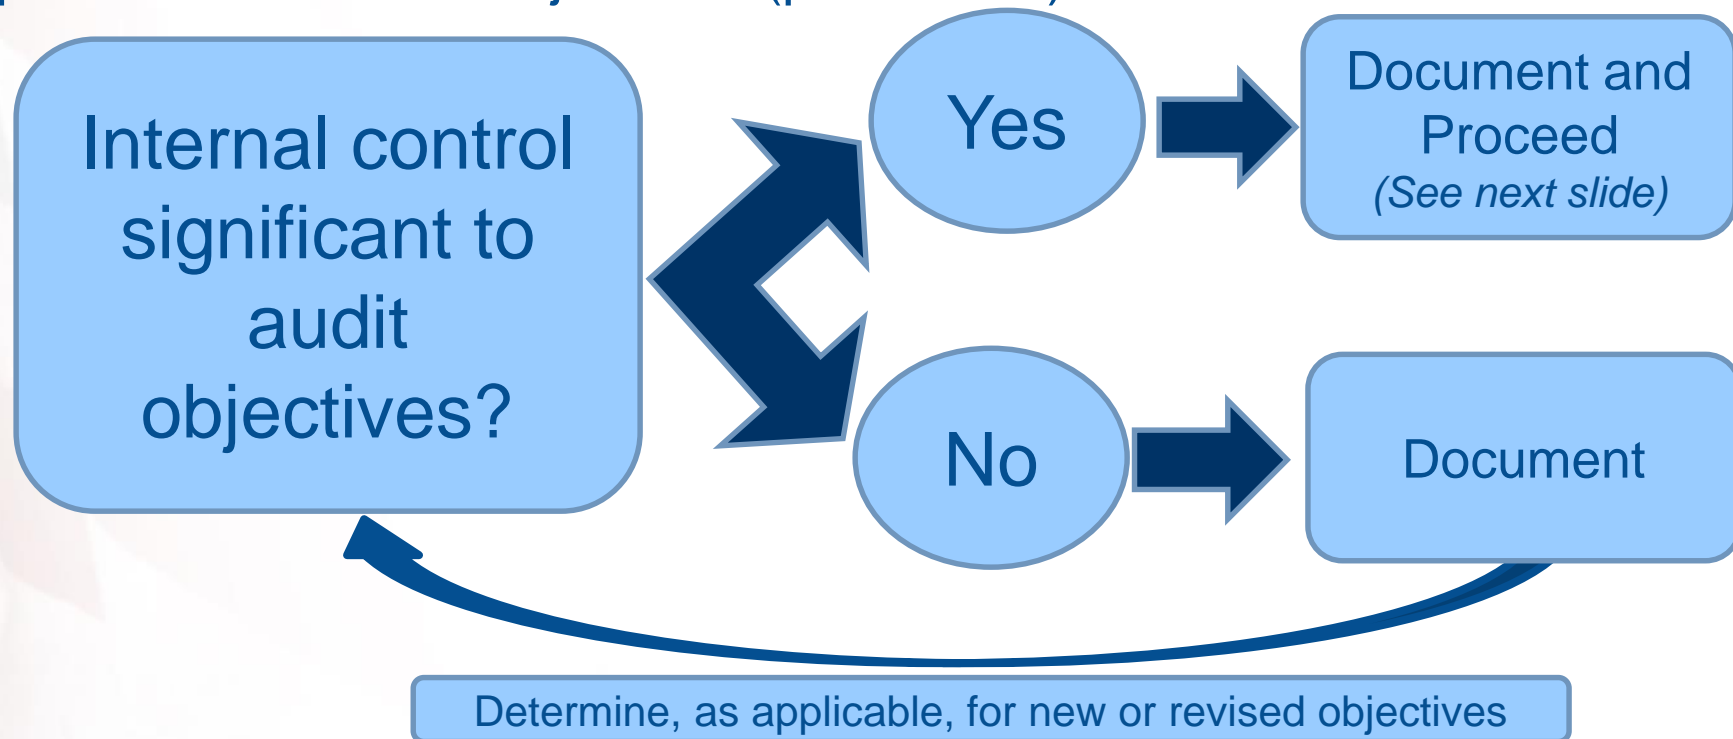 Internal control
significant to
audit
objectives?
Yes
Document and
Proceed
(See next slide)
No
Document
Determine, as applicable, for new or revised objectives